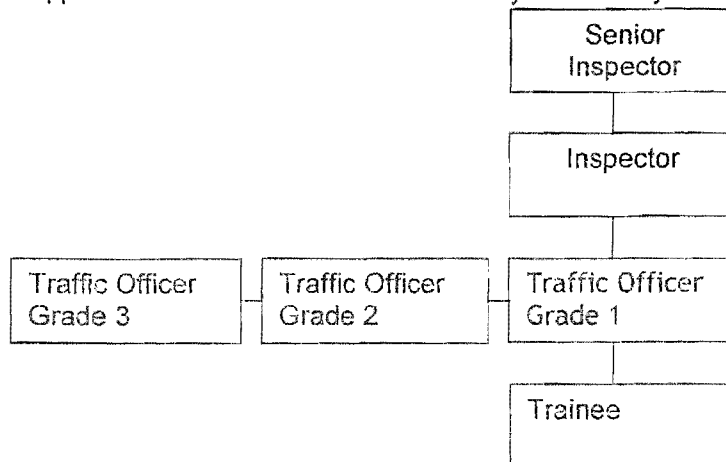 Senior
Inspector
Inspector
Traffic Officer
Grade 3
Traffic Officer
Grade 2
Traffic Officer
Grade 1
Trainee